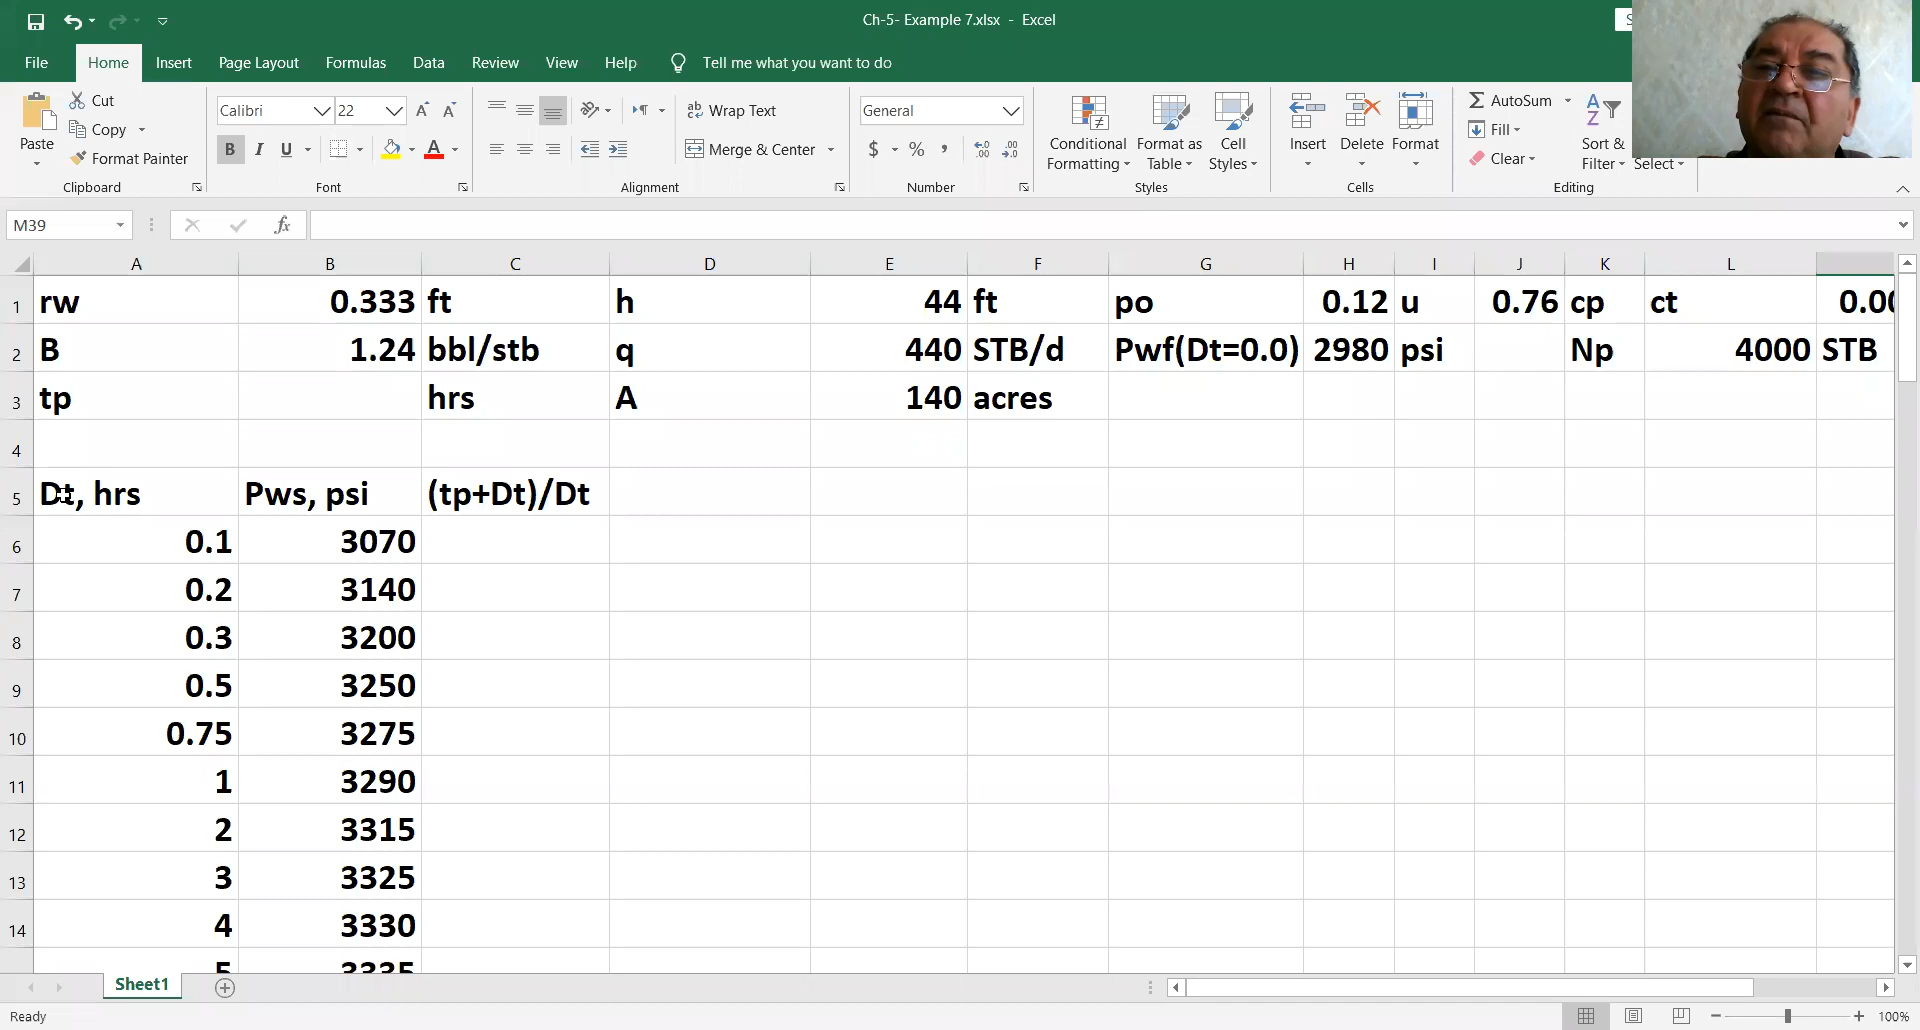 Ch-5- Example 7.xlsx - Excel
File Home Insert Page Layout Formulas Data Review View Help Tell me what you want to do
Paste
Cut
Copy
Format Painter
Clipboard
Calibri 22
B I U
Font
Wrap Text
Merge & Center
Alignment
General
$ % ,
Number
Conditional Formatting
Format as Table
Cell Styles
Styles
Insert Delete Format
Cells
AutoSum
Fill
Clear
Sort & Filter
Select
Editing
M39 fx
A B C D E F G H I J K L
1 rw 0.333 ft h 44 ft po 0.12 u 0.76 cp ct 0.00
2 B 1.24 bbl/stb q 440 STB/d Pwf(Dt=0.0) 2980 psi Np 4000 STB
3 tp hrs A 140 acres
4
5 Dt, hrs Pws, psi (tp+Dt)/Dt
6 0.1 3070
7 0.2 3140
8 0.3 3200
9 0.5 3250
10 0.75 3275
11 1 3290
12 2 3315
13 3 3325
14 4 3330
5 3335
Sheet1
Ready 100%